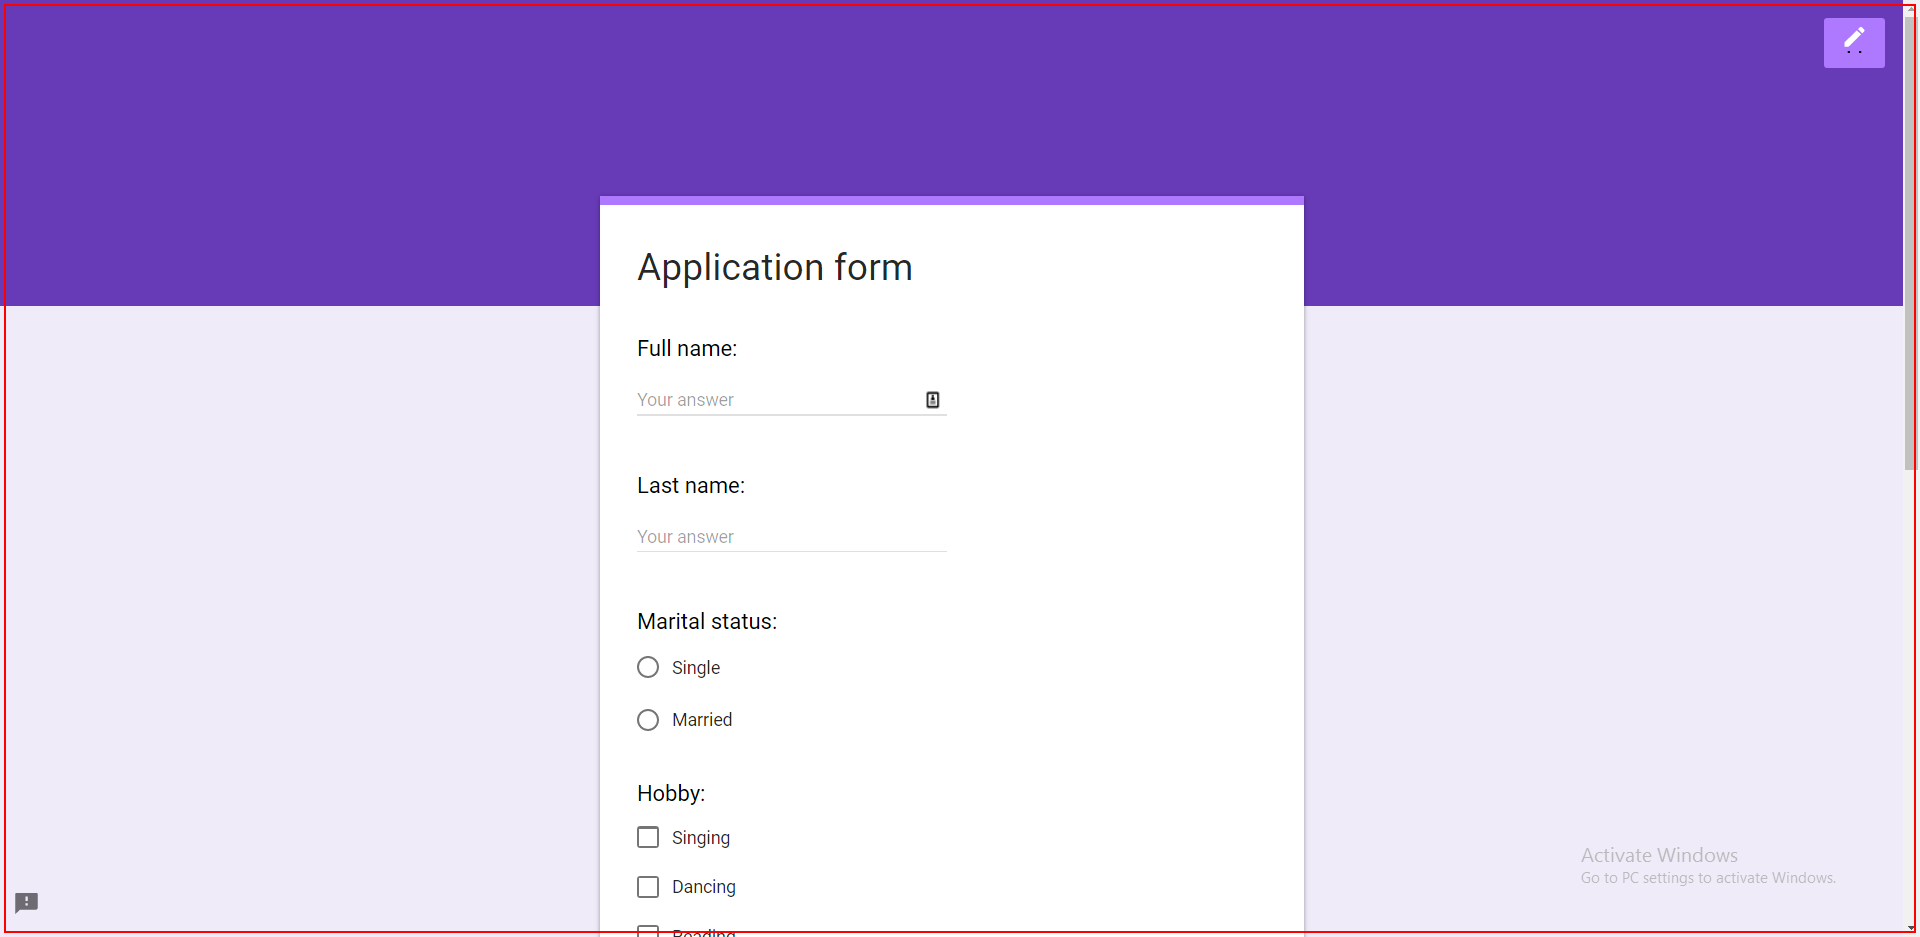 Application form
Full name:
Your answer
Last name:
Your answer
Marital status:
Single
Married
Hobby:
Singing
Dancing
Reading
Activate Windows
Go to PC settings to activate Windows.